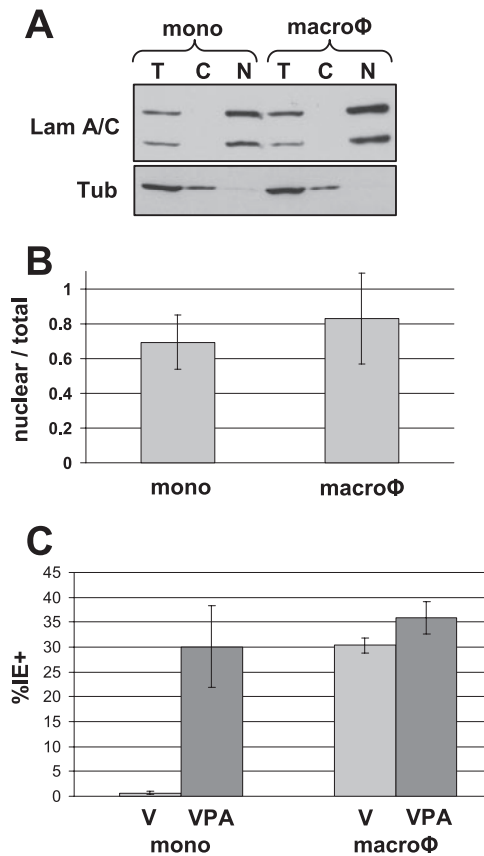 A
mono macroΦ
T C N T C N
Lam A/C
Tub
B
nuclear / total
1
0.8
0.6
0.4
0.2
0
mono macroΦ
C
%IE+
45
40
35
30
25
20
15
10
5
0
V VPA V VPA
mono macroΦ